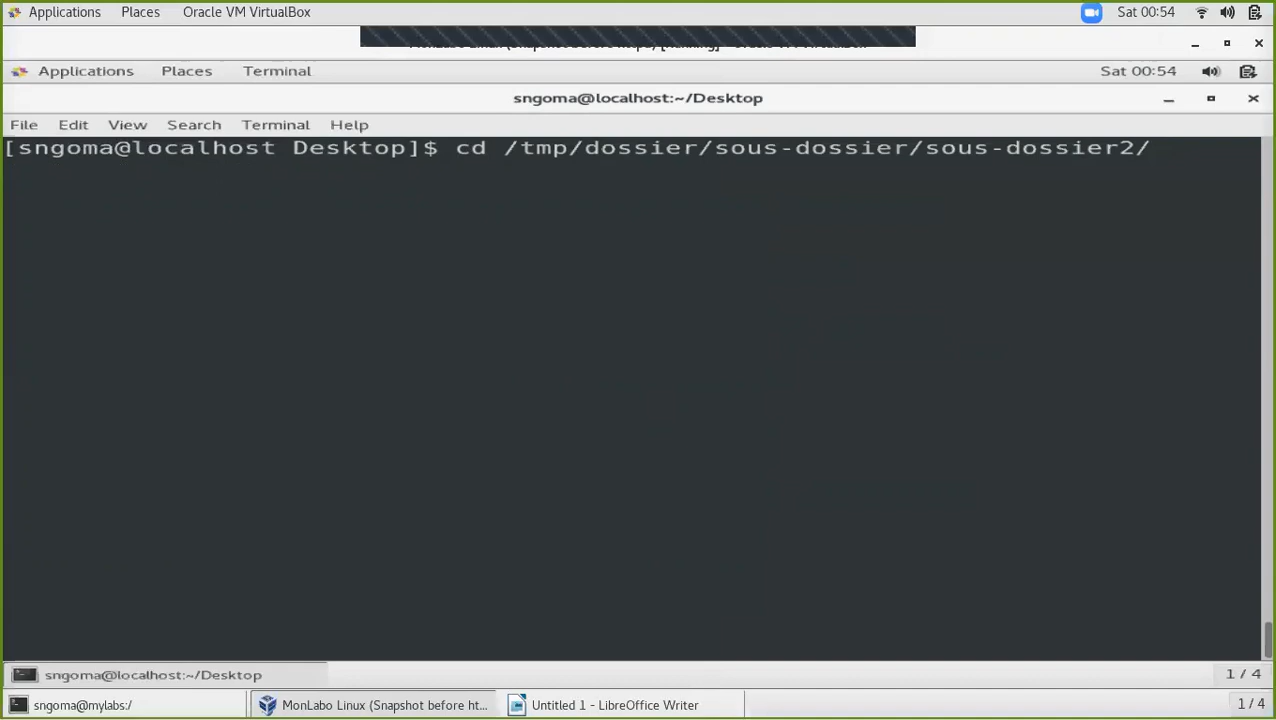 Applications Places Oracle VM VirtualBox Sat 00:54
Applications Places Terminal Sat 00:54
sngoma@localhost:~/Desktop
File Edit View Search Terminal Help
[sngoma@localhost Desktop]$ cd /tmp/dossier/sous-dossier/sous-dossier2/
sngoma@localhost:~/Desktop 1 / 4
sngoma@mylabs:/ MonLabo Linux (Snapshot before ht... Untitled 1 - LibreOffice Writer 1 / 4